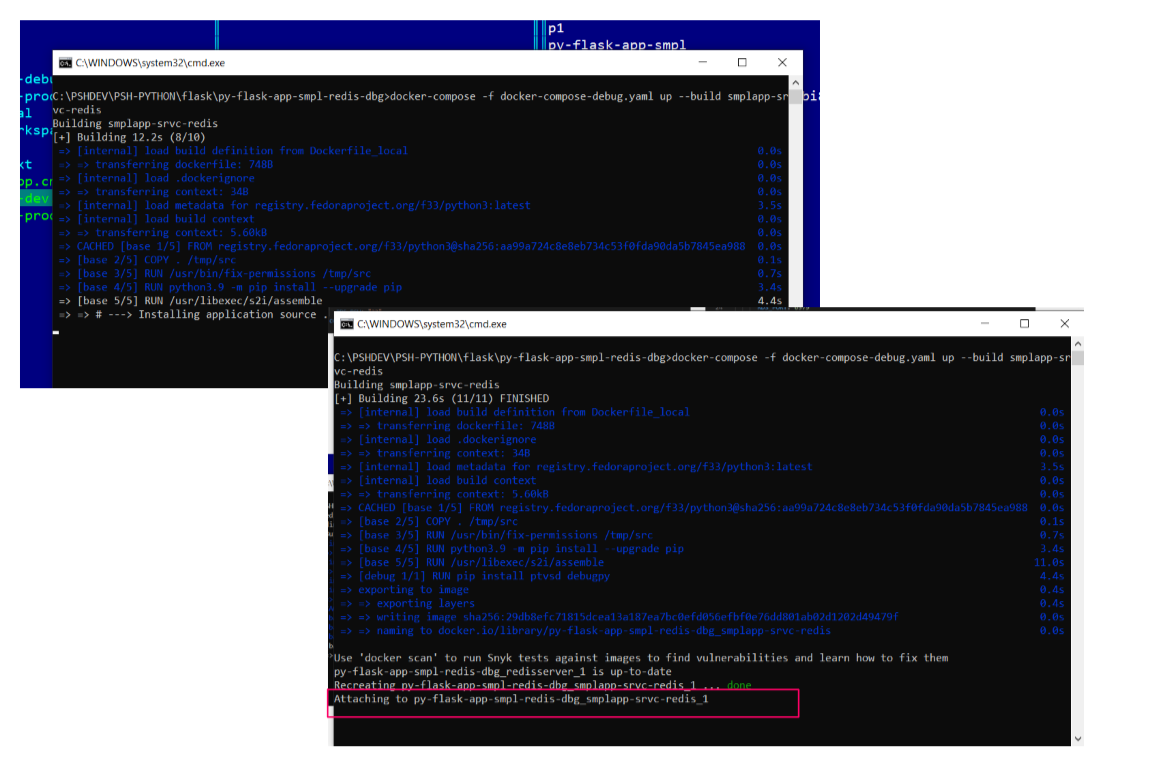 p1
py-flask-app-smpl
C:\WINDOWS\system32\cmd.exe
C:\PSHDEV\PSH-PYTHON\flask\py-flask-app-smpl-redis-dbg>docker-compose -f docker-compose-debug.yaml up --build smplapp-sr
vc-redis
Building smplapp-srvc-redis
[+] Building 12.2s (8/10)
=> [internal] load build definition from Dockerfile_local 0.0s
=> => transferring dockerfile: 748B 0.0s
=> [internal] load .dockerignore 0.0s
=> => transferring context: 34B 0.0s
=> [internal] load metadata for registry.fedoraproject.org/f33/python3:latest 3.5s
=> [internal] load build context 0.0s
=> => transferring context: 5.60kB 0.0s
=> CACHED [base 1/5] FROM registry.fedoraproject.org/f33/python3@sha256:aa99a724c8e8eb734c53f0fda90da5b7845ea988 0.0s
=> [base 2/5] COPY . /tmp/src 0.1s
=> [base 3/5] RUN /usr/bin/fix-permissions /tmp/src 0.7s
=> [base 4/5] RUN python3.9 -m pip install --upgrade pip 3.4s
=> [base 5/5] RUN /usr/libexec/s2i/assemble 4.4s
=> => # ---> Installing application source .
C:\WINDOWS\system32\cmd.exe
C:\PSHDEV\PSH-PYTHON\flask\py-flask-app-smpl-redis-dbg>docker-compose -f docker-compose-debug.yaml up --build smplapp-sr
vc-redis
Building smplapp-srvc-redis
[+] Building 23.6s (11/11) FINISHED
=> [internal] load build definition from Dockerfile_local 0.0s
=> => transferring dockerfile: 748B 0.0s
=> [internal] load .dockerignore 0.0s
=> => transferring context: 34B 0.0s
=> [internal] load metadata for registry.fedoraproject.org/f33/python3:latest 3.5s
=> [internal] load build context 0.0s
=> => transferring context: 5.60kB 0.0s
=> CACHED [base 1/5] FROM registry.fedoraproject.org/f33/python3@sha256:aa99a724c8e8eb734c53f0fda90da5b7845ea988 0.0s
=> [base 2/5] COPY . /tmp/src 0.1s
=> [base 3/5] RUN /usr/bin/fix-permissions /tmp/src 0.7s
=> [base 4/5] RUN python3.9 -m pip install --upgrade pip 3.4s
=> [base 5/5] RUN /usr/libexec/s2i/assemble 11.0s
=> [debug 1/1] RUN pip install ptvsd debugpy 4.4s
=> exporting to image 0.4s
=> => exporting layers 0.4s
=> => writing image sha256:29db8efc71815dcea13a187ea7bc0efd056efbf0e76dd801ab02d1202d49479f 0.0s
=> => naming to docker.io/library/py-flask-app-smpl-redis-dbg_smplapp-srvc-redis 0.0s
Use 'docker scan' to run Snyk tests against images to find vulnerabilities and learn how to fix them
py-flask-app-smpl-redis-dbg_redisserver_1 is up-to-date
Recreating py-flask-app-smpl-redis-dbg_smplapp-srvc-redis_1 ... done
Attaching to py-flask-app-smpl-redis-dbg_smplapp-srvc-redis_1